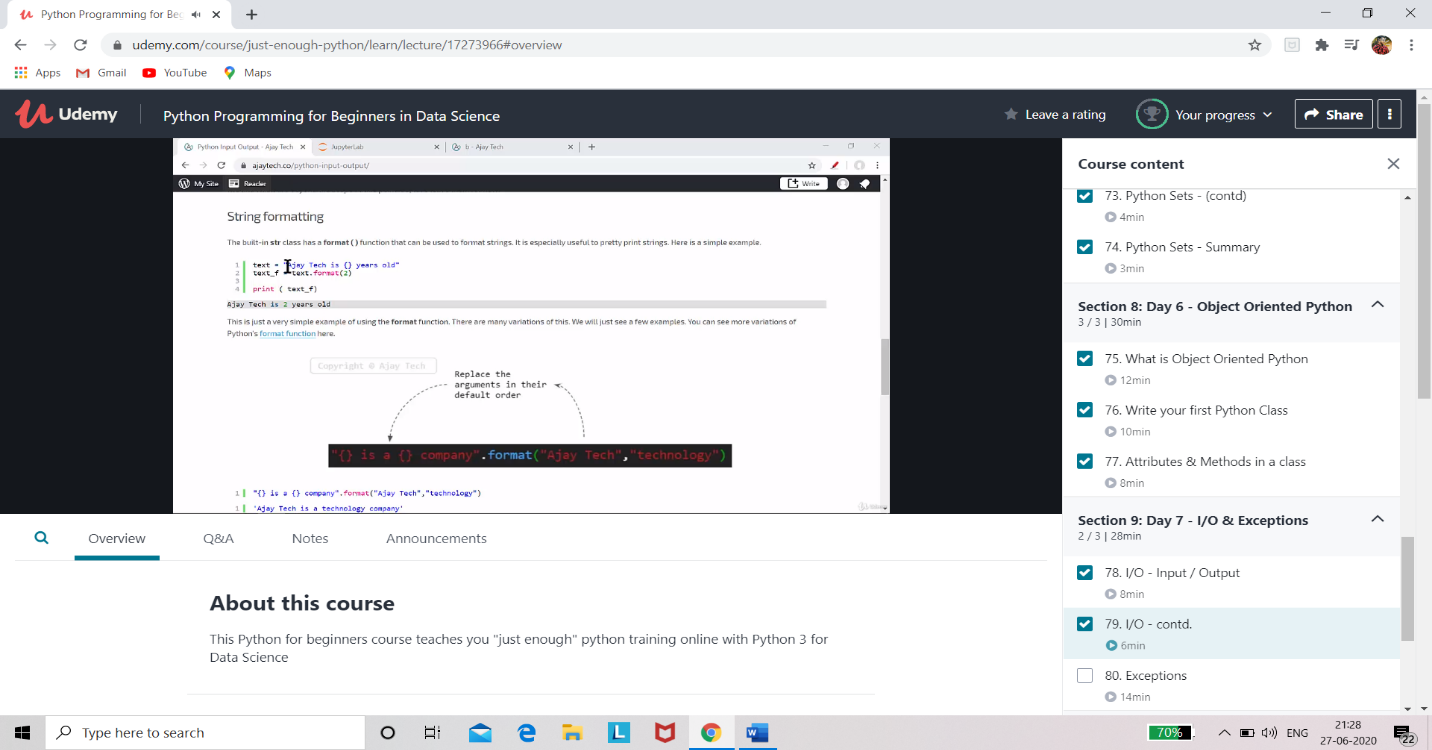 Python Programming for Be
udemy.com/course/just-enough-python/learn/lecture/17273966#overview
Apps Gmail YouTube Maps
Udemy Python Programming for Beginners in Data Science Leave a rating Your progress Share
Python Input Output - Ajay Tech JupyterLab b - Ajay Tech
ajaytech.co/python-input-output/
My Site Reader Write
String formatting
The built-in str class has a format ( ) function that can be used to format strings. It is especially useful to pretty print strings. Here is a simple example.
1 text = "Ajay Tech is {} years old"
2 text_f = text.format(2)
3
4 print ( text_f)
Ajay Tech is 2 years old
This is just a very simple example of using the format function. There are many variations of this. We will just see a few examples. You can see more variations of
Python's format function here.
Copyright @ Ajay Tech
Replace the
arguments in their
default order
"{} is a {} company".format("Ajay Tech","technology")
1 "{} is a {} company".format("Ajay Tech","technology")
1 'Ajay Tech is a technology company'
Overview Q&A Notes Announcements
About this course
This Python for beginners course teaches you "just enough" python training online with Python 3 for
Data Science
Course content
73. Python Sets - (contd)
4min
74. Python Sets - Summary
3min
Section 8: Day 6 - Object Oriented Python
3 / 3 | 30min
75. What is Object Oriented Python
12min
76. Write your first Python Class
10min
77. Attributes & Methods in a class
8min
Section 9: Day 7 - I/O & Exceptions
2 / 3 | 28min
78. I/O - Input / Output
8min
79. I/O - contd.
6min
80. Exceptions
14min
Type here to search
70%
ENG
21:28
27-06-2020
22